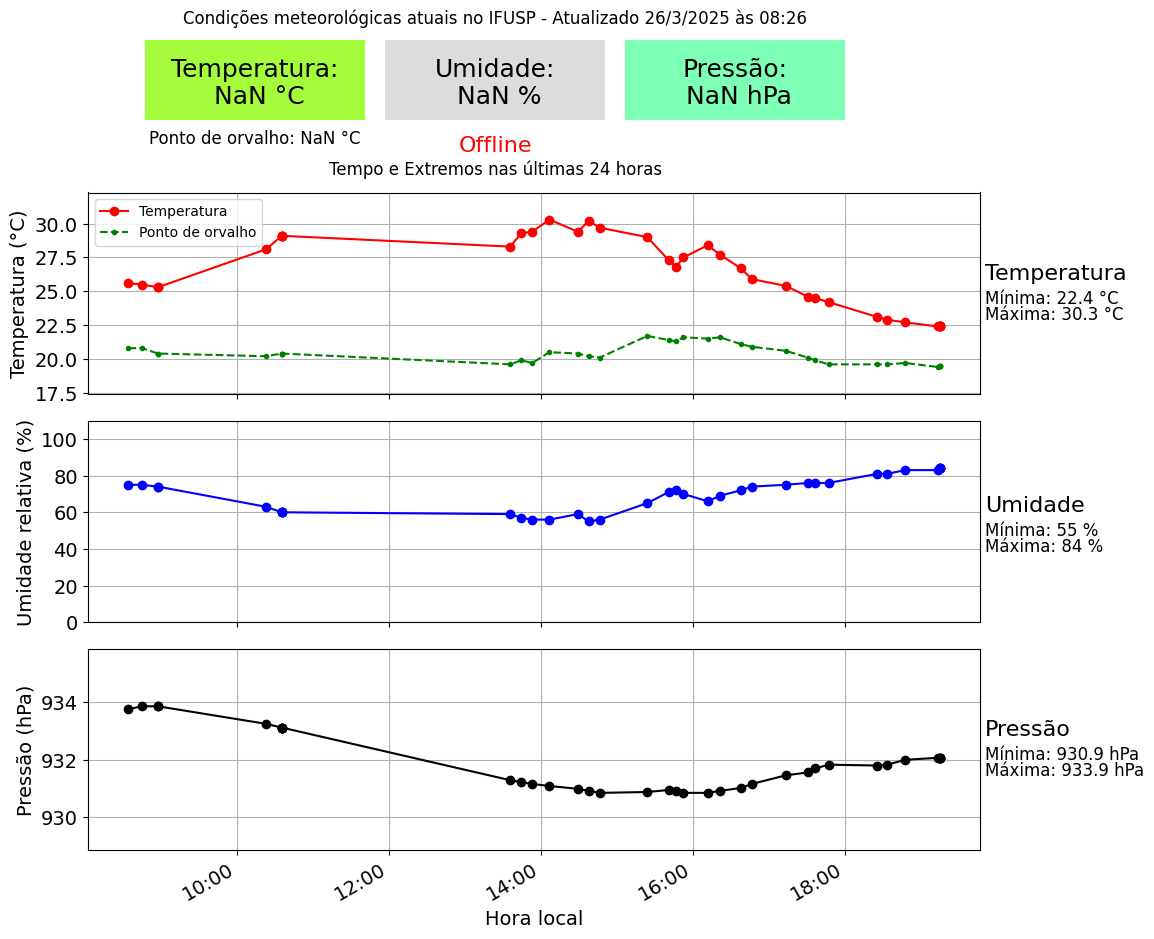 Condições meteorológicas atuais no IFUSP - Atualizado 26/3/2025 às 08:26
Temperatura:
NaN °C
Umidade:
NaN %
Pressão:
NaN hPa
Ponto de orvalho: NaN °C
Offline
Tempo e Extremos nas últimas 24 horas
Temperatura (°C)
30.0
27.5
25.0
22.5
20.0
17.5
Temperatura
Ponto de orvalho
Temperatura
Mínima: 22.4 °C
Máxima: 30.3 °C
Umidade relativa (%)
100
80
60
40
20
0
Umidade
Mínima: 55 %
Máxima: 84 %
Pressão (hPa)
934
932
930
Pressão
Mínima: 930.9 hPa
Máxima: 933.9 hPa
10:00
12:00
14:00
16:00
18:00
Hora local